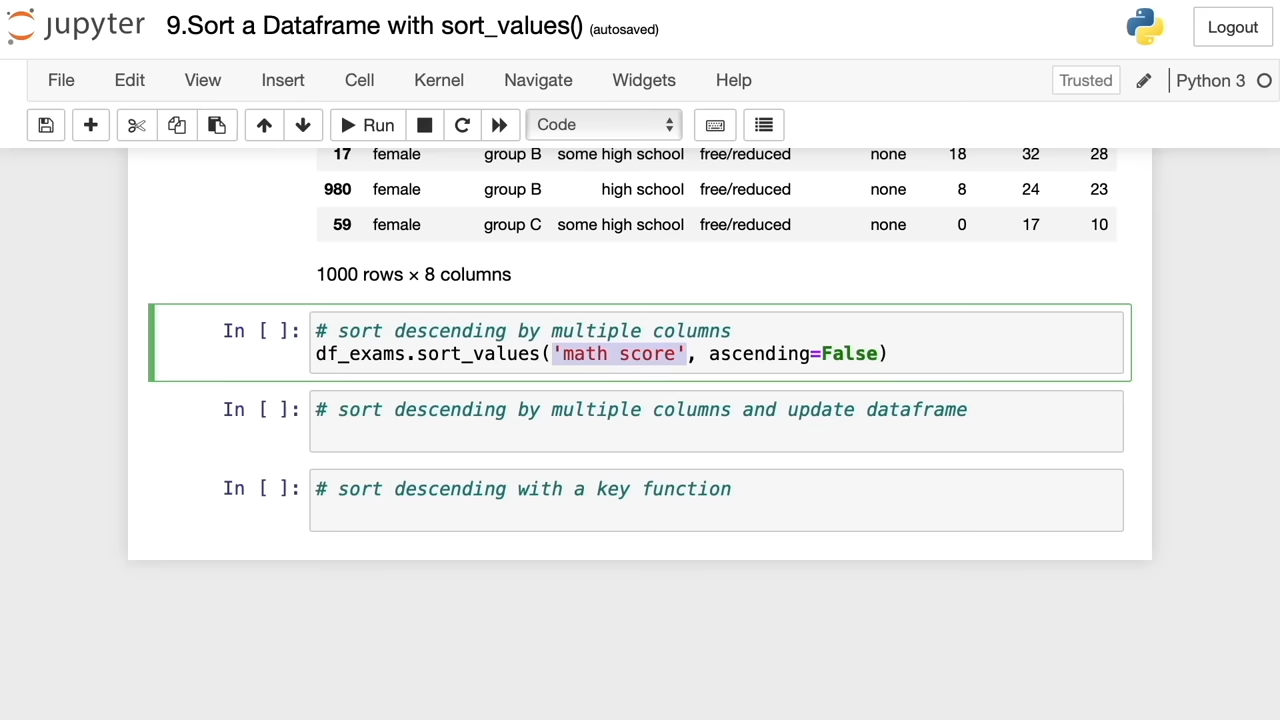 jupyter 9.Sort a Dataframe with sort_values() (autosaved) Logout
File Edit View Insert Cell Kernel Navigate Widgets Help Trusted Python 3
Run Code
17 female group B some high school free/reduced none 18 32 28
980 female group B high school free/reduced none 8 24 23
59 female group C some high school free/reduced none 0 17 10
1000 rows × 8 columns
In [ ]: # sort descending by multiple columns
df_exams.sort_values('math score', ascending=False)
In [ ]: # sort descending by multiple columns and update dataframe
In [ ]: # sort descending with a key function